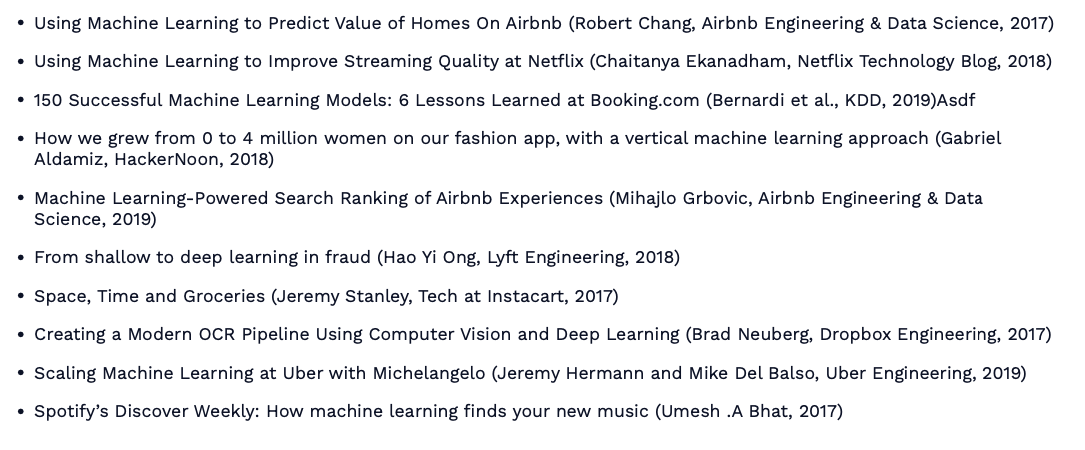 • Using Machine Learning to Predict Value of Homes On Airbnb (Robert Chang, Airbnb Engineering & Data Science, 2017)
• Using Machine Learning to Improve Streaming Quality at Netflix (Chaitanya Ekanadham, Netflix Technology Blog, 2018)
• 150 Successful Machine Learning Models: 6 Lessons Learned at Booking.com (Bernardi et al., KDD, 2019)Asdf
• How we grew from 0 to 4 million women on our fashion app, with a vertical machine learning approach (Gabriel
Aldamiz, HackerNoon, 2018)
• Machine Learning-Powered Search Ranking of Airbnb Experiences (Mihajlo Grbovic, Airbnb Engineering & Data
Science, 2019)
• From shallow to deep learning in fraud (Hao Yi Ong, Lyft Engineering, 2018)
• Space, Time and Groceries (Jeremy Stanley, Tech at Instacart, 2017)
• Creating a Modern OCR Pipeline Using Computer Vision and Deep Learning (Brad Neuberg, Dropbox Engineering, 2017)
• Scaling Machine Learning at Uber with Michelangelo (Jeremy Hermann and Mike Del Balso, Uber Engineering, 2019)
• Spotify’s Discover Weekly: How machine learning finds your new music (Umesh .A Bhat, 2017)